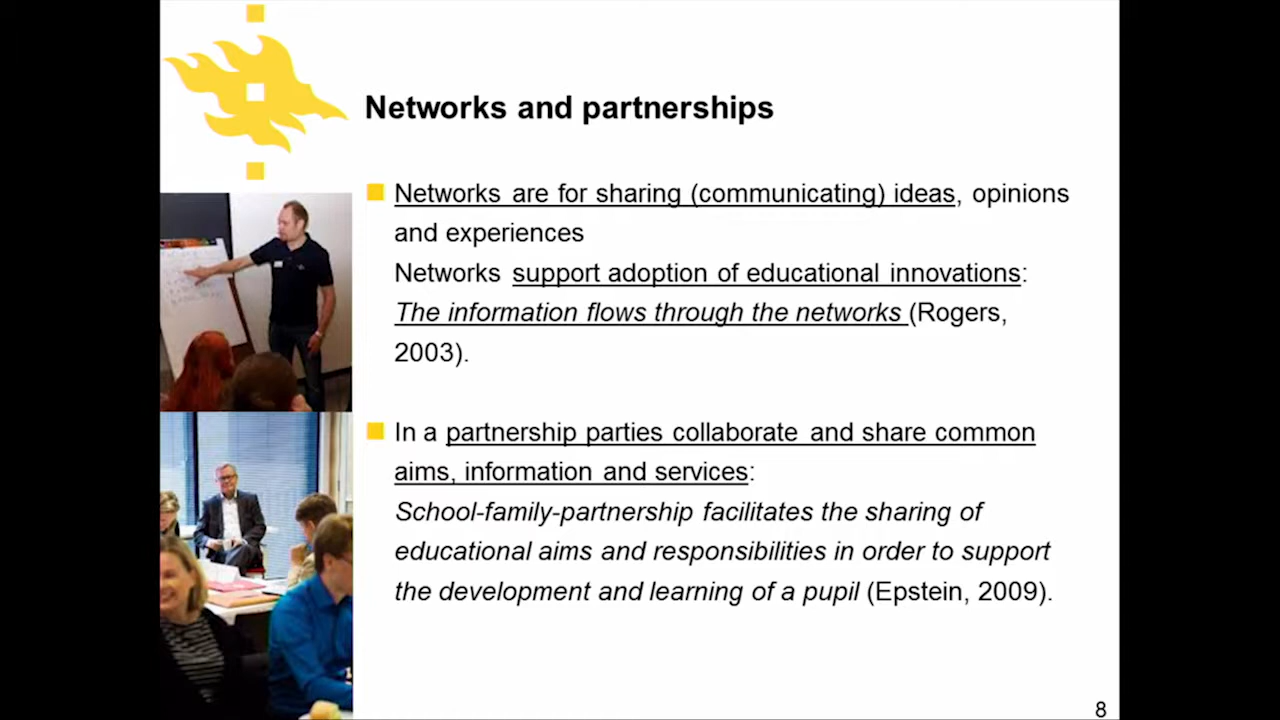 Networks and partnerships
Networks are for sharing (communicating) ideas, opinions
and experiences
Networks support adoption of educational innovations:
The information flows through the networks (Rogers,
2003).
In a partnership parties collaborate and share common
aims, information and services:
School-family-partnership facilitates the sharing of
educational aims and responsibilities in order to support
the development and learning of a pupil (Epstein, 2009).
8